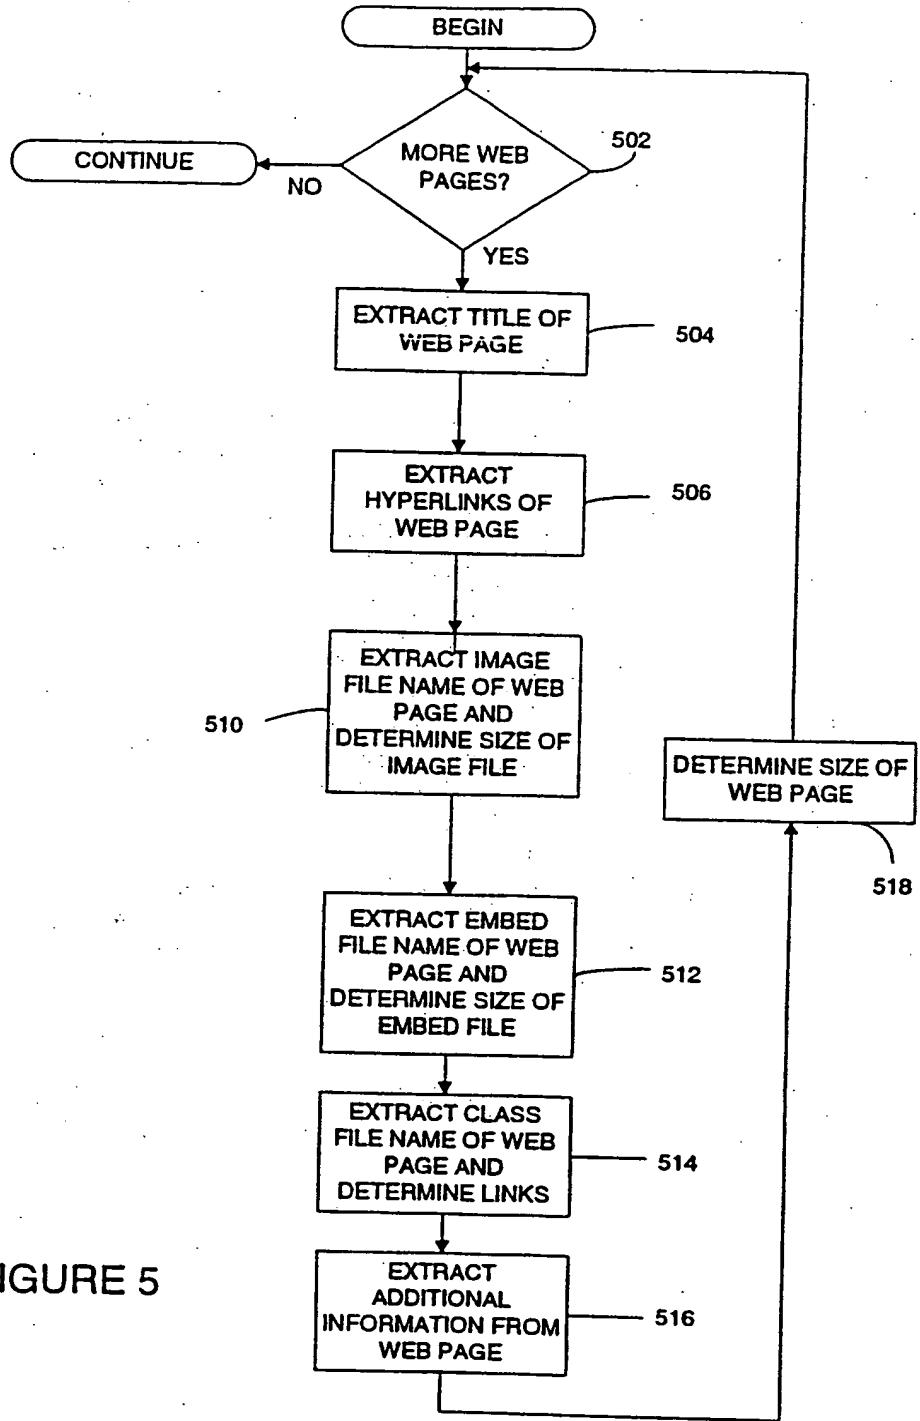 BEGIN
MORE WEB
PAGES?
502
CONTINUE
NO
YES
EXTRACT TITLE OF
WEB PAGE
504
EXTRACT
HYPERLINKS OF
WEB PAGE
506
EXTRACT IMAGE
FILE NAME OF WEB
PAGE AND
DETERMINE SIZE OF
IMAGE FILE
510
DETERMINE SIZE OF
WEB PAGE
518
EXTRACT EMBED
FILE NAME OF WEB
PAGE AND
DETERMINE SIZE OF
EMBED FILE
512
EXTRACT CLASS
FILE NAME OF WEB
PAGE AND
DETERMINE LINKS
514
EXTRACT
ADDITIONAL
INFORMATION FROM
WEB PAGE
516
IGURE 5